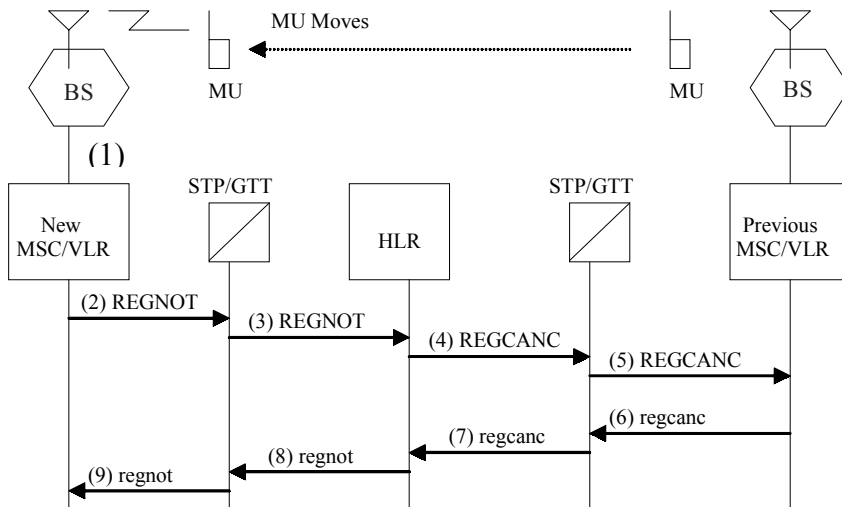 MU Moves
BS
MU
MU
BS
(1)
STP/GTT
STP/GTT
New
MSC/VLR
HLR
Previous
MSC/VLR
(2) REGNOT
(3) REGNOT
(4) REGCANC
(5) REGCANC
(6) regcanc
(7) regcanc
(8) regnot
(9) regnot